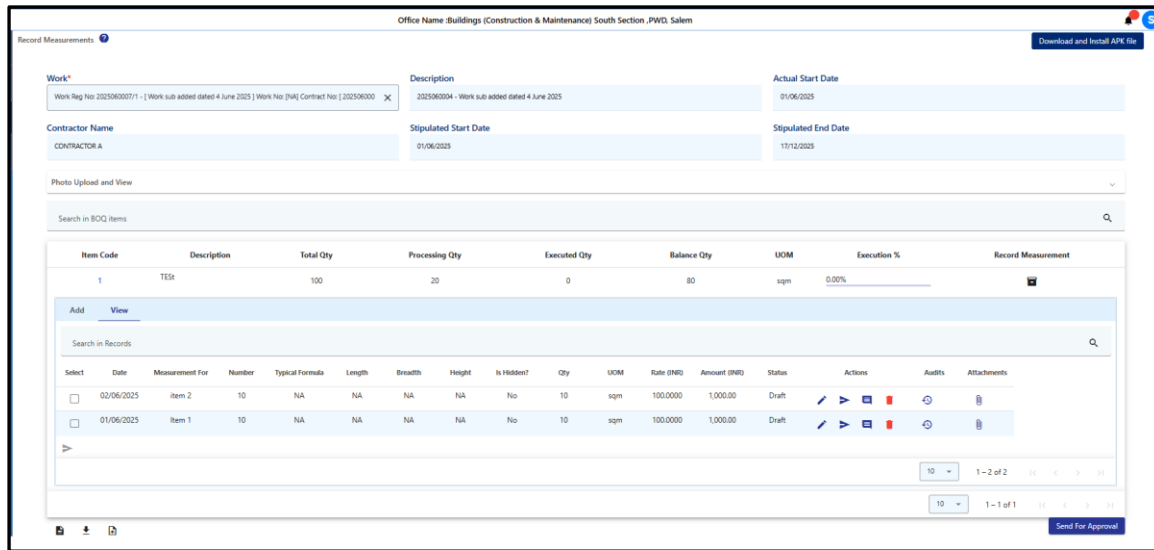 Office Name :Buildings (Construction & Maintenance) South Section ,PWD, Salem
S
Record Measurements ?
Download and Install APK file
Work* Description Actual Start Date
Work Reg No: 2025060007/1 - [ Work sub added dated 4 June 2025 ] Work No: [NA] Contract No: [ 202506000 2025060004 - Work sub added dated 4 June 2025 01/06/2025
Contractor Name Stipulated Start Date Stipulated End Date
CONTRACTOR A 01/06/2025 17/12/2025
Photo Upload and View
Search in BOQ items
Item Code Description Total Qty Processing Qty Executed Qty Balance Qty UOM Execution % Record Measurement
1 TESt 100 20 0 80 sqm 0.00%
Add View
Search in Records
Select Date Measurement For Number Typical Formula Length Breadth Height Is Hidden? Qty UOM Rate (INR) Amount (INR) Status Actions Audits Attachments
02/06/2025 item 2 10 NA NA NA NA No 10 sqm 100.0000 1,000.00 Draft
01/06/2025 Item 1 10 NA NA NA NA No 10 sqm 100.0000 1,000.00 Draft
10 1 – 2 of 2
10 1 – 1 of 1
Send For Approval